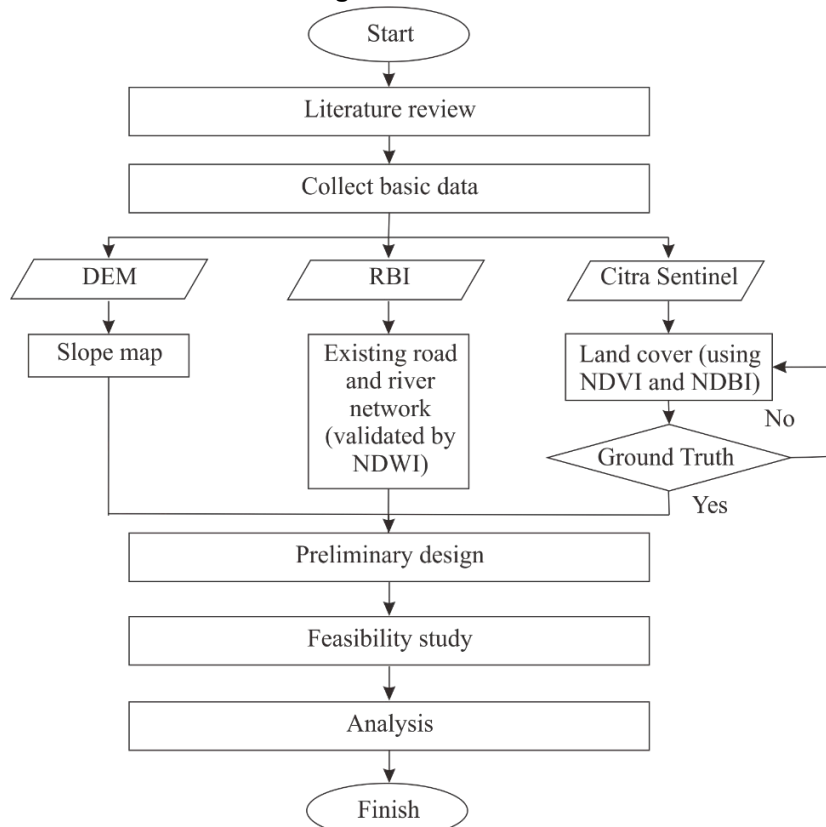 Start
Literature review
Collect basic data
DEM
RBI
Citra Sentinel
Slope map
Existing road
and river
network
(validated by
NDWI)
Land cover (using
NDVI and NDBI)
No
Ground Truth
Yes
Preliminary design
Feasibility study
Analysis
Finish